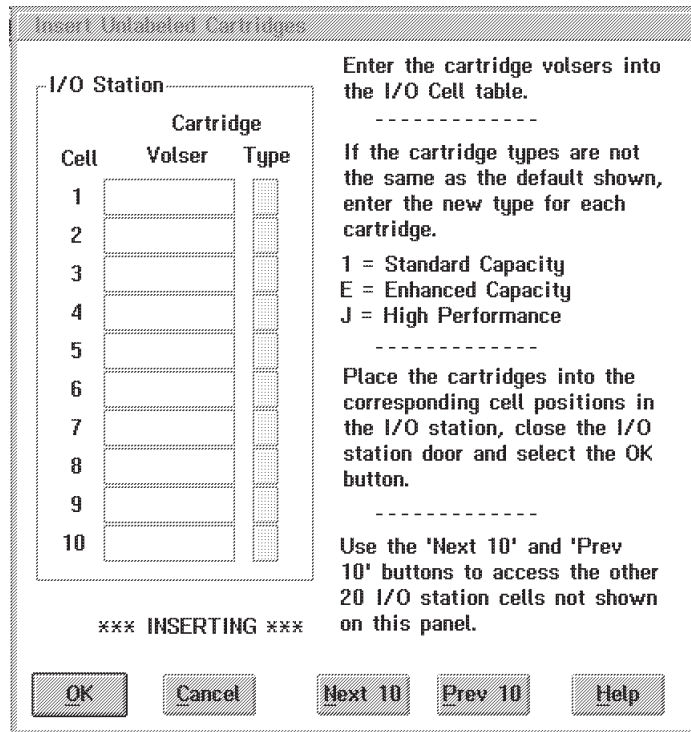 Insert Unlabeled Cartridges
I/O Station
Cartridge
Cell Volser Type
1
2
3
4
5
6
7
8
9
10
*** INSERTING ***
Enter the cartridge volsers into
the I/O Cell table.
- - - - - - - - - - - - -
If the cartridge types are not
the same as the default shown,
enter the new type for each
cartridge.
1 = Standard Capacity
E = Enhanced Capacity
J = High Performance
- - - - - - - - - - - - -
Place the cartridges into the
corresponding cell positions in
the I/O station, close the I/O
station door and select the OK
button.
- - - - - - - - - - - - -
Use the 'Next 10' and 'Prev
10' buttons to access the other
20 I/O station cells not shown
on this panel.
OK Cancel Next 10 Prev 10 Help